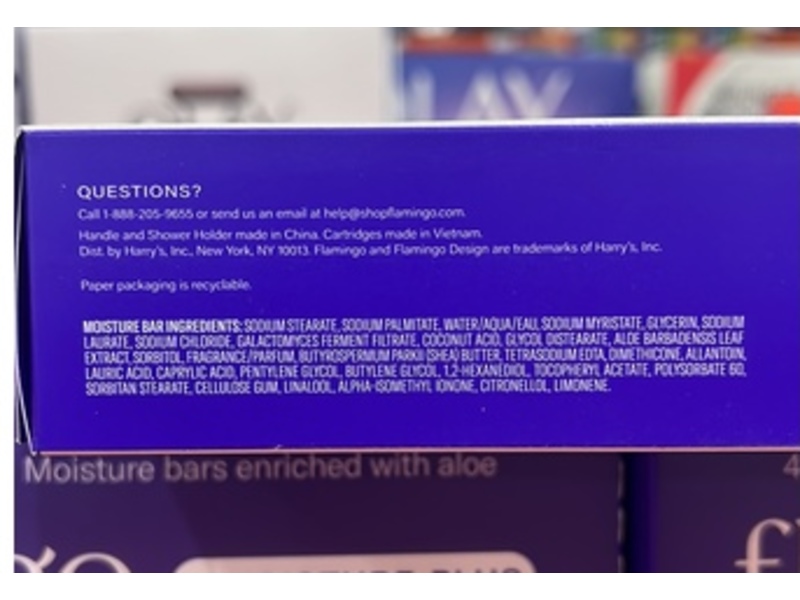 LAY
QUESTIONS?
Call 1-888-205-9655 or send us an email at help@shopflamingo.com.
Handle and Shower Holder made in China. Cartridges made in Vietnam.
Dist. by Harry's, Inc., New York, NY 10013. Flamingo and Flamingo Design are trademarks of Harry's, Inc.
Paper packaging is recyclable.
MOISTURE BAR INGREDIENTS: SODIUM STEARATE, SODIUM PALMITATE, WATER/AQUA/EAU, SODIUM MYRISTATE, GLYCERIN, SODIUM
LAURATE, SODIUM CHLORIDE, GALACTOMYCES FERMENT FILTRATE, COCONUT ACID, GLYCOL DISTEARATE, ALOE BARBADENSIS LEAF
EXTRACT, SORBITOL, FRAGRANCE/PARFUM, BUTYROSPERMUM PARKII (SHEA) BUTTER, TETRASODIUM EDTA, DIMETHICONE, ALLANTOIN,
LAURIC ACID, CAPRYLIC ACID, PENTYLENE GLYCOL, BUTYLENE GLYCOL, 1,2-HEXANEDIOL, TOCOPHERYL ACETATE, POLYSORBATE 60,
SORBITAN STEARATE, CELLULOSE GUM, LINALOOL, ALPHA-ISOMETHYL IONONE, CITRONELLOL, LIMONENE.
Moisture bars enriched with aloe
4
go
fl